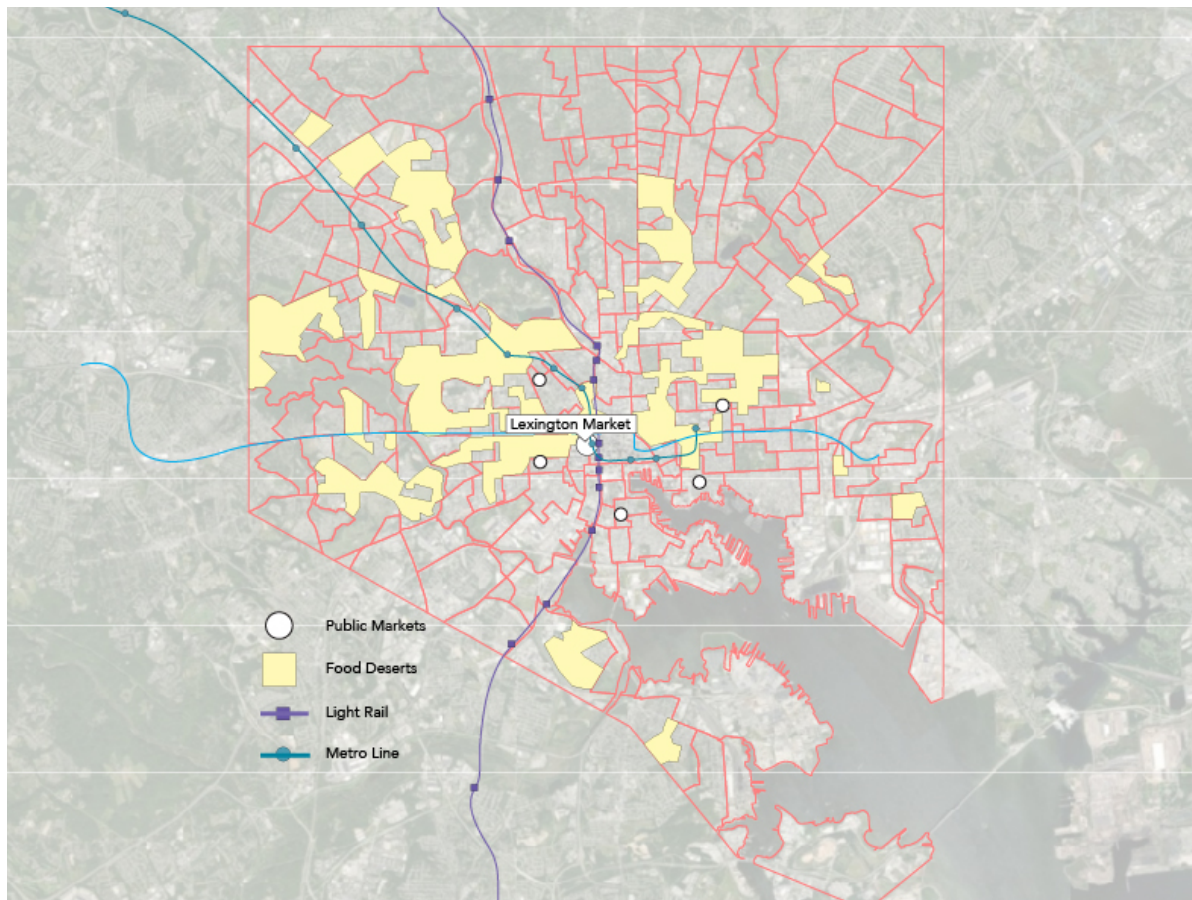 Lexington Market
Public Markets
Food Deserts
Light Rail
Metro Line